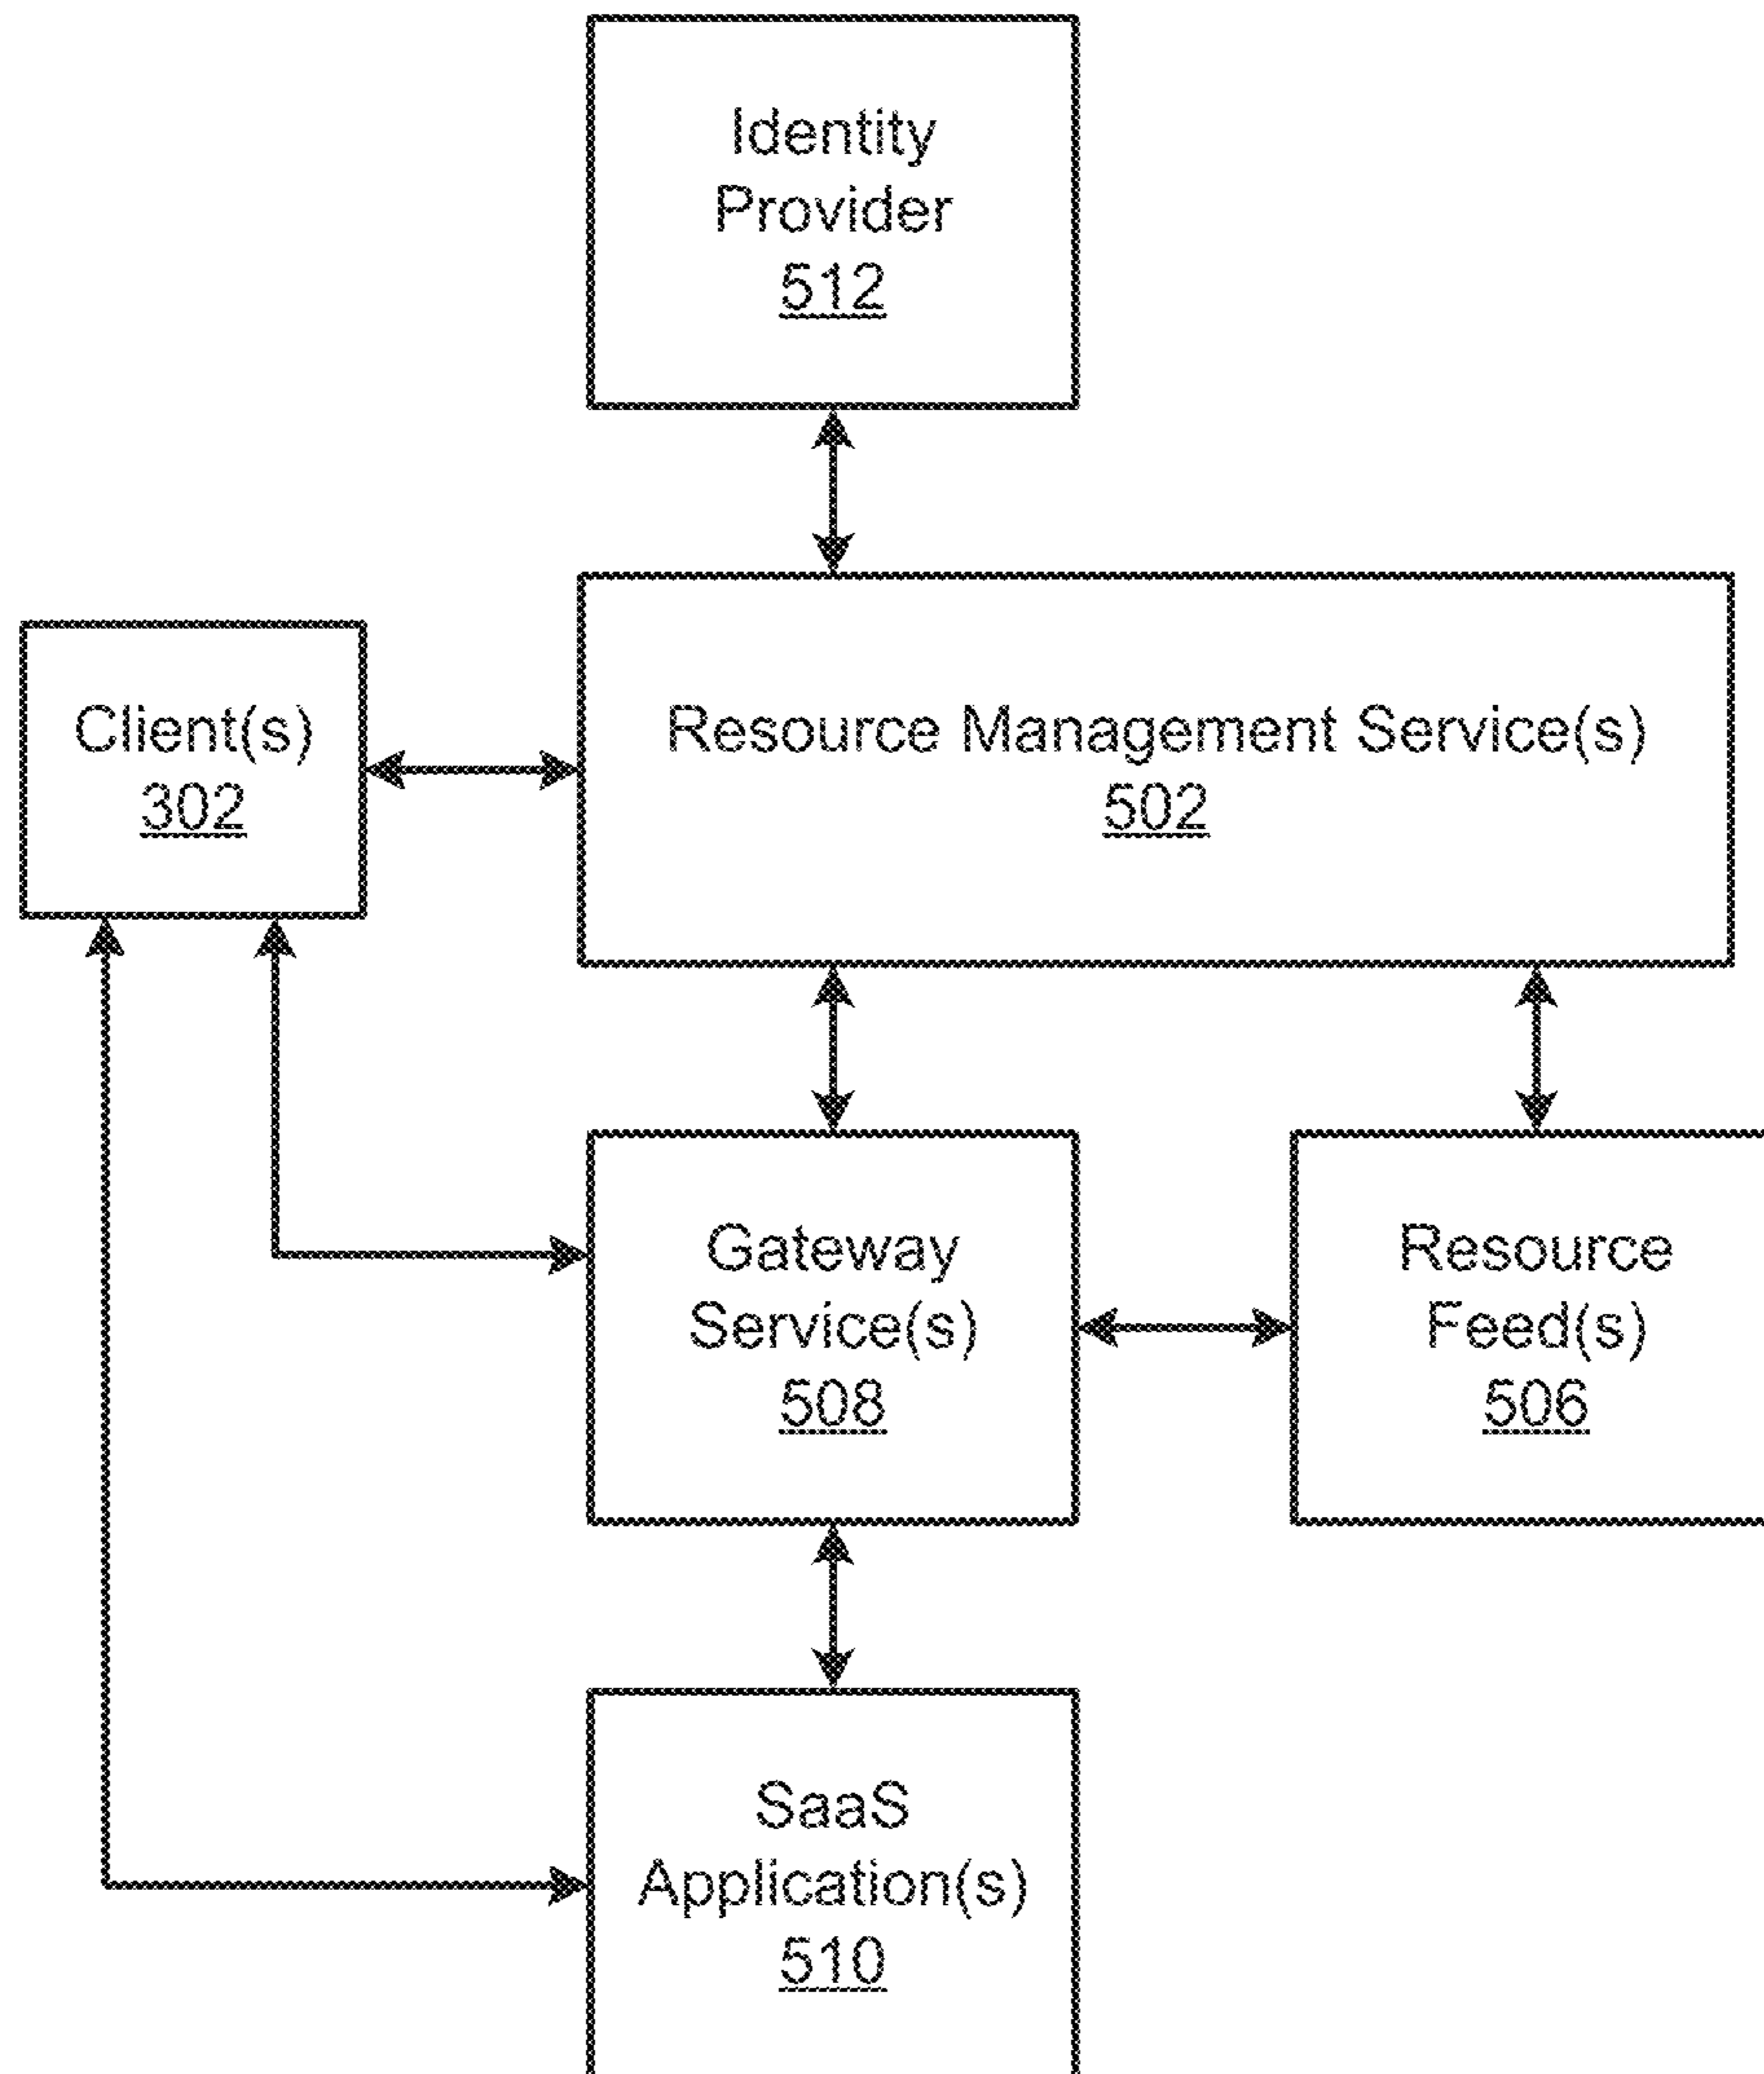 Identity
Provider
512
Client(s)
302
Resource Management Service(s)
502
Gateway
Service(s)
508
Resource
Feed(s)
506
SaaS
Application(s)
510